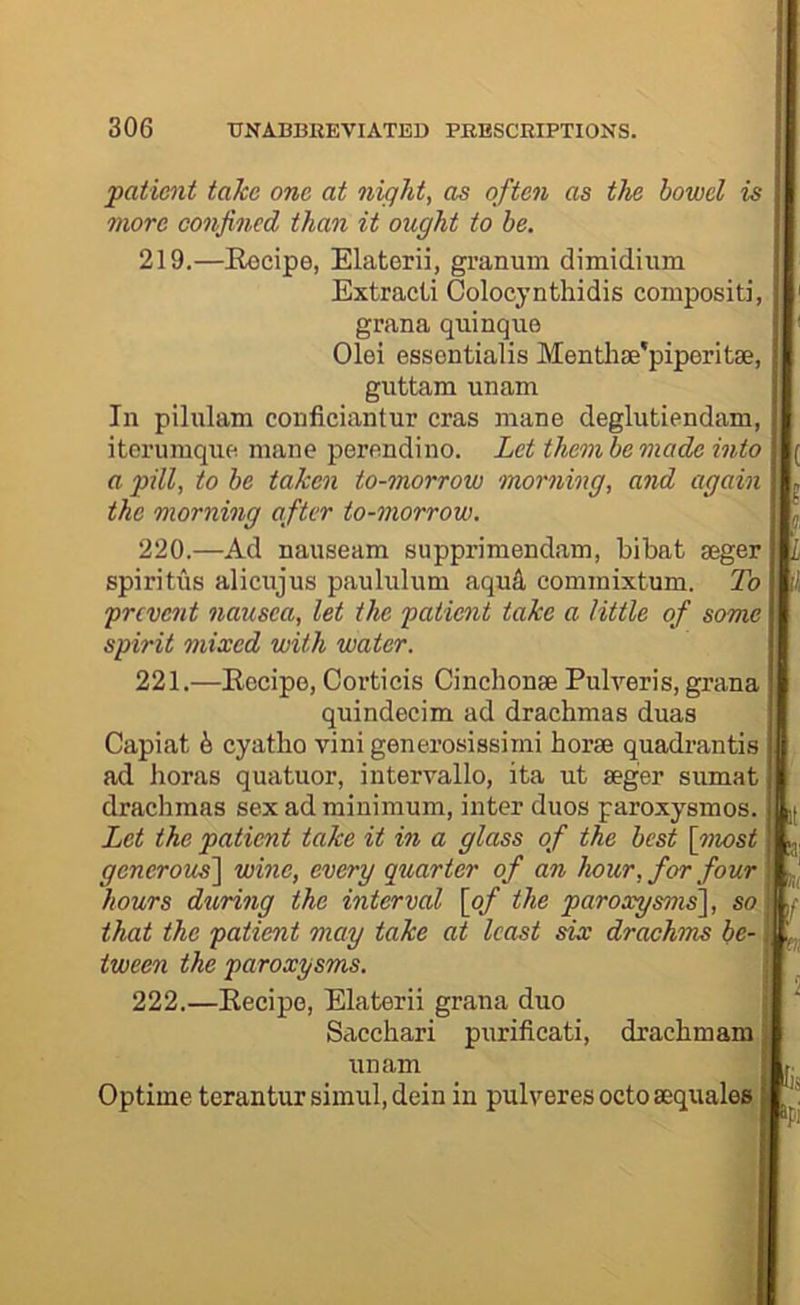 306 UNABBREVIATED PRESCRIPTIONS.
patient take one at night, as often as the bowel is
more confined than it ought to be.
219.—Recipe, Elaterii, granum dimidium
Extracti Colocynthidis compositi,
grana quinque
Olei essentialis Menthæ'piperitæ,
guttam unam
In pilulam conficiantur cras mane deglutiendam,
iterumque mane perendino. Let them be made into
a pill, to be taken to-morrow morning, and again
the morning after to-morrow.
220.—Ad nauseam supprimendam, bibat æger
spiritûs alicujus paululum aquâ commixtum. To
prevent nausea, let the patient take a little of some
spirit mixed with water.
221.—Recipe, Corticis Cinchonæ Pulveris, grana
quindecim ad drachmas duas
Capiat è cyatho vini generosissimi horæ quadrantis
ad horas quatuor, intervallo, ita ut æger sumat
drachmas sex ad minimum, inter duos paroxysmos.
Let the patient take it in a glass of the best [most
generous] wine, every quarter of an hour, for four
hours during the interval [of the paroxysms], so
that the patient may take at least six drachms be-
tween the paroxysms.
222.—Recipe, Elaterii grana duo
Sacchari purificati, drachmam
unam
Optime terantur simul, dein in pulveres octo æquales